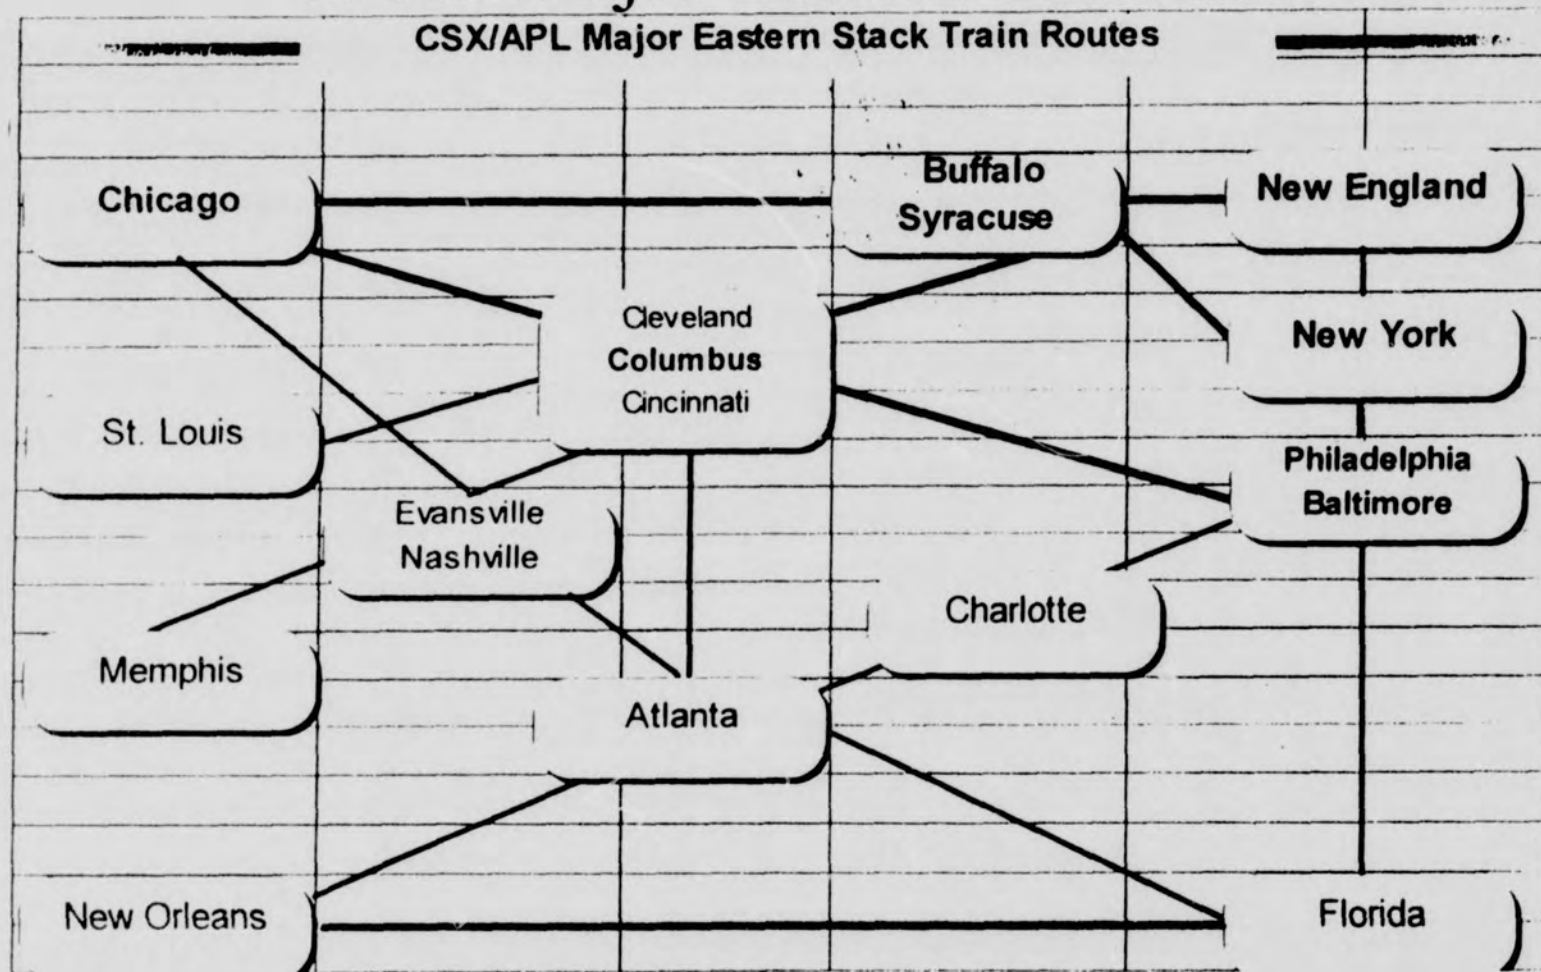 CSX/APL Major Eastern Stack Train Routes
Chicago
Buffalo
Syracuse
New England
Cleveland
Columbus
Cincinnati
New York
St. Louis
Philadelphia
Baltimore
Evansville
Nashville
Charlotte
Memphis
Atlanta
New Orleans
Florida